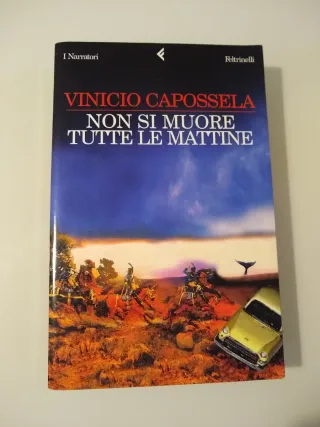 I Narratori
Feltrinelli
VINICIO CAPOSSELA
NON SI MUORE
TUTTE LE MATTINE